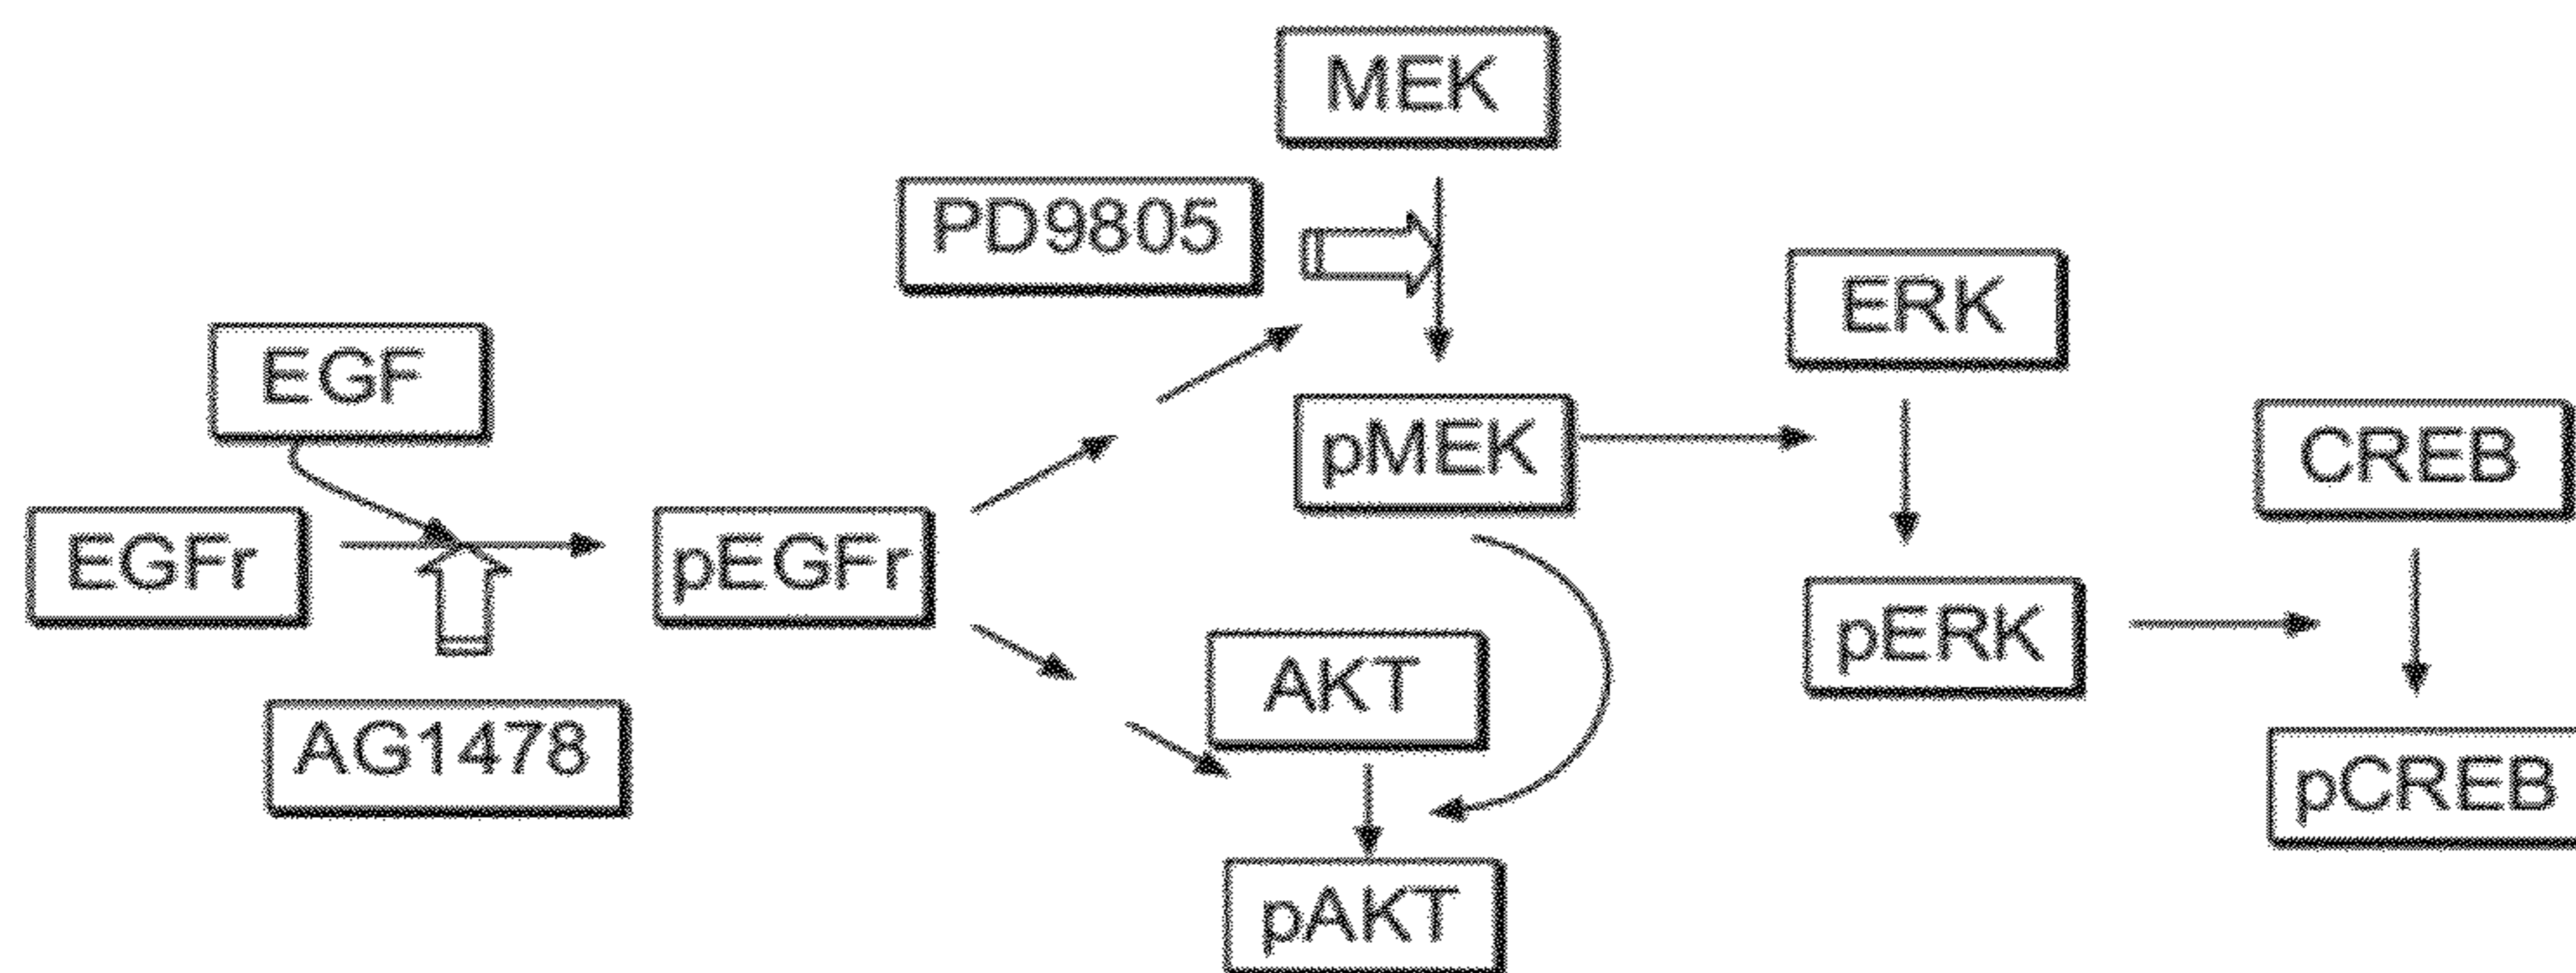 MEK
PD9805
ERK
EGF
CREB
pMEK
EGFr
pEGFr
AKT
pERK
AG1478
pCREB
pAKT